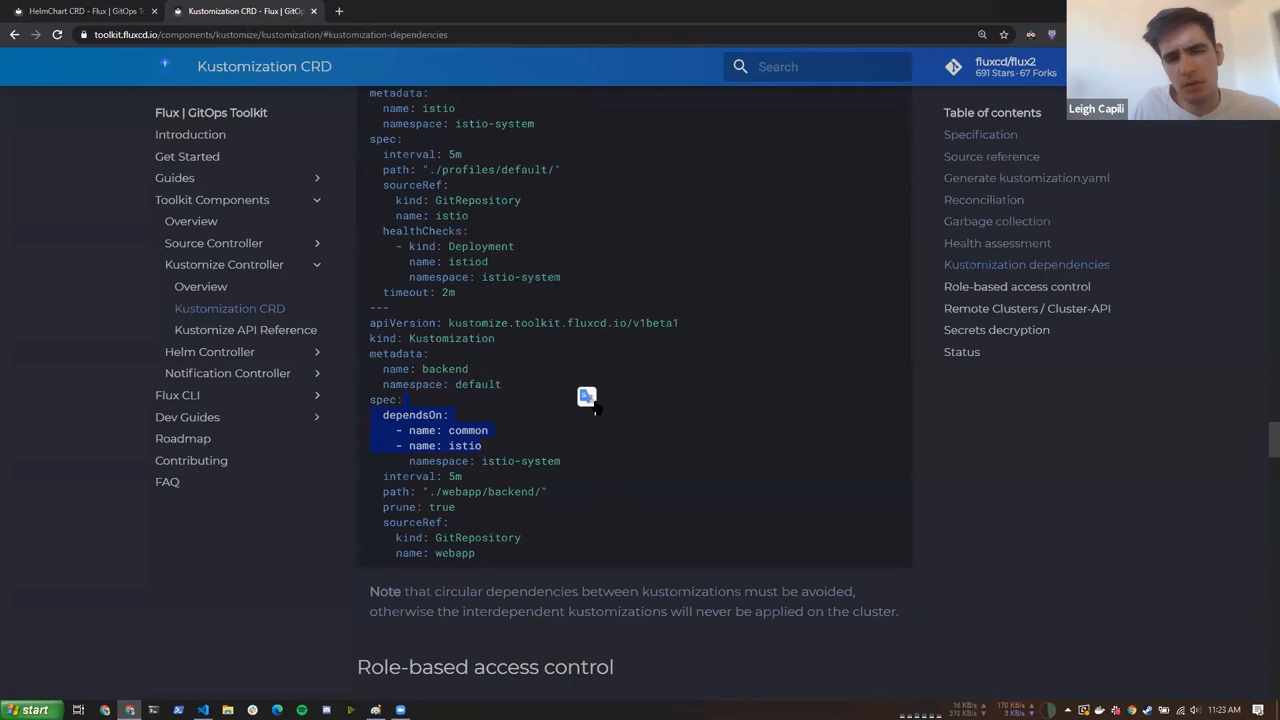 HelmChart CRD - Flux | GitOps T
Kustomization CRD - Flux | GitOp
toolkit.fluxcd.io/components/kustomize/kustomization/#kustomization-dependencies
Kustomization CRD
Search
fluxcd/flux2
691 Stars · 67 Forks
Leigh Capili
Flux | GitOps Toolkit
Introduction
Get Started
Guides
Toolkit Components
Overview
Source Controller
Kustomize Controller
Overview
Kustomization CRD
Kustomize API Reference
Helm Controller
Notification Controller
Flux CLI
Dev Guides
Roadmap
Contributing
FAQ
metadata:
name: istio
namespace: istio-system
spec:
interval: 5m
path: "./profiles/default/"
sourceRef:
kind: GitRepository
name: istio
healthChecks:
- kind: Deployment
name: istiod
namespace: istio-system
timeout: 2m
---
apiVersion: kustomize.toolkit.fluxcd.io/v1beta1
kind: Kustomization
metadata:
name: backend
namespace: default
spec:
dependsOn:
- name: common
- name: istio
namespace: istio-system
interval: 5m
path: "./webapp/backend/"
prune: true
sourceRef:
kind: GitRepository
name: webapp
Note that circular dependencies between kustomizations must be avoided,
otherwise the interdependent kustomizations will never be applied on the cluster.
Role-based access control
Table of contents
Specification
Source reference
Generate kustomization.yaml
Reconciliation
Garbage collection
Health assessment
Kustomization dependencies
Role-based access control
Remote Clusters / Cluster-API
Secrets decryption
Status
start
11:23 AM